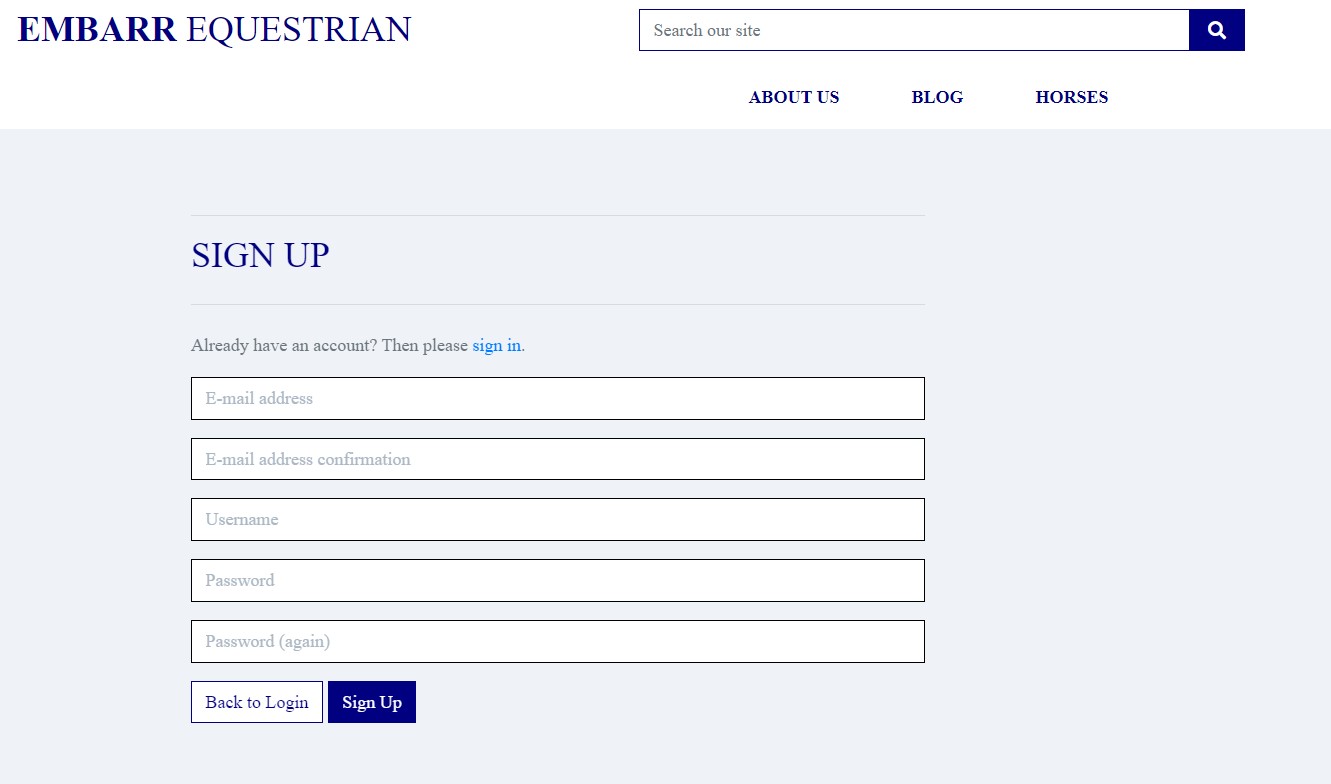 EMBARR EQUESTRIAN
Search our site
ABOUT US BLOG HORSES
SIGN UP
Already have an account? Then please sign in.
E-mail address
E-mail address confirmation
Username
Password
Password (again)
Back to Login Sign Up